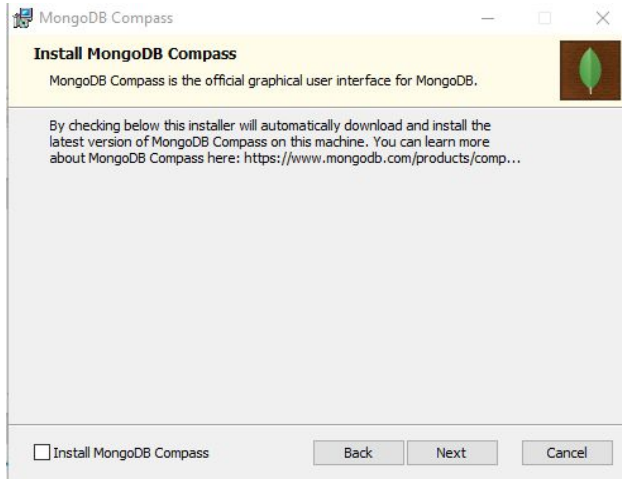 MongoDB Compass
Install MongoDB Compass
MongoDB Compass is the official graphical user interface for MongoDB.
By checking below this installer will automatically download and install the
latest version of MongoDB Compass on this machine. You can learn more
about MongoDB Compass here: https://www.mongodb.com/products/comp...
Install MongoDB Compass Back Next Cancel